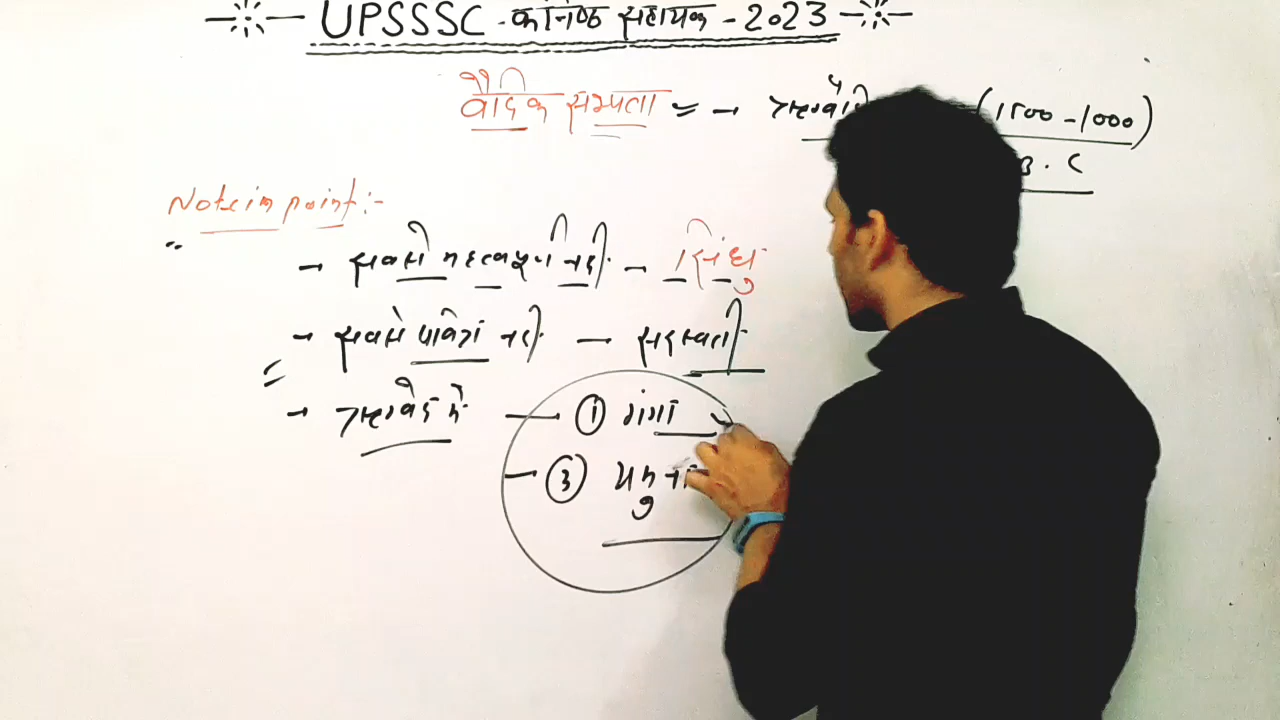 UPSSSC - कनिष्ठ सहायक - 2023
वैदिक सभ्यता = → (1500 - 1000)
B.C
Note im point :-
→ सबसे महत्वपूर्ण नदी - सिंधु
→ सबसे पवित्र नदी - सरस्वती
→ ऋग्वेद में - ① गंगा
- ③ यमुना